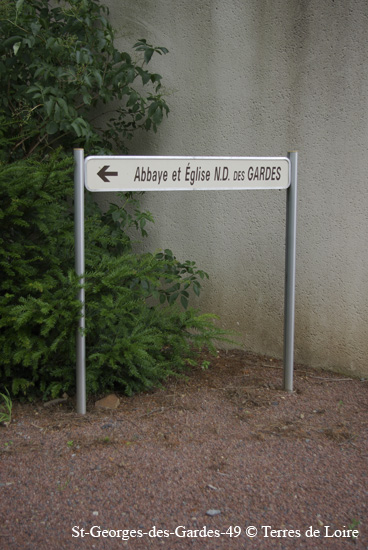 Abbaye et Église N.D. DES GARDES
St-Georges-des-Gardes-49 © Terres de Loire